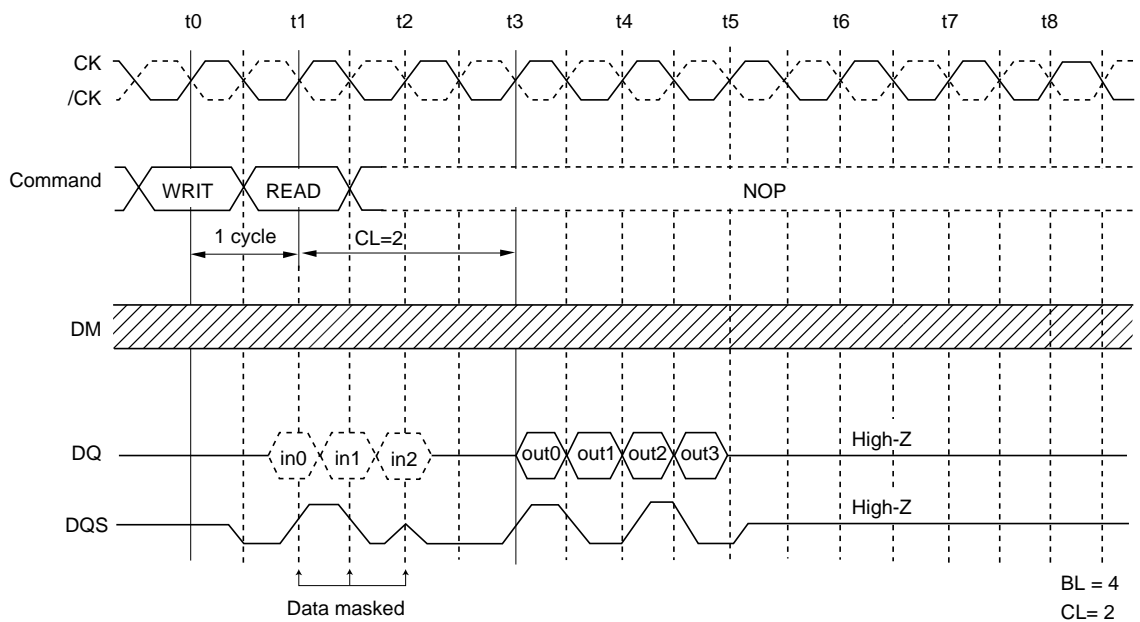 t0 t1 t2 t3 t4 t5 t6 t7 t8
CK
/CK
Command WRIT READ NOP
1 cycle CL=2
DM
DQ in0 in1 in2 out0 out1 out2 out3 High-Z
DQS High-Z
Data masked
BL = 4
CL= 2